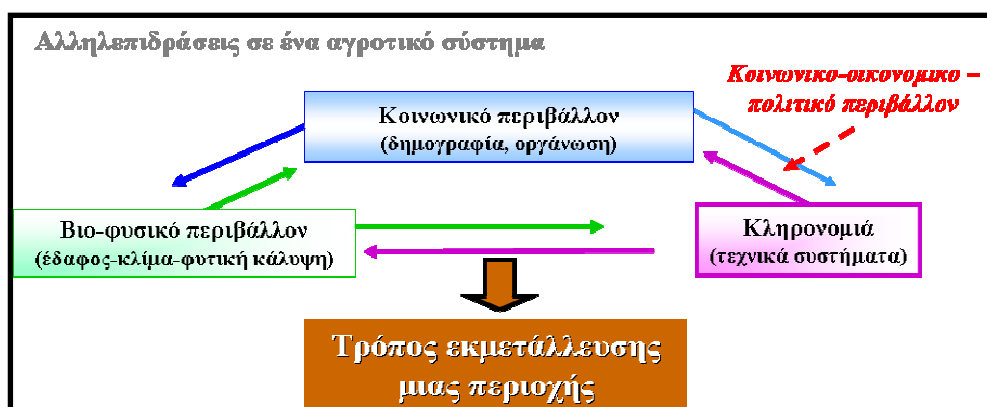 Αλληλεπιδράσεις σε ένα αγροτικό σύστημα
Κοινωνικο-οικονομικο –
πολιτικό περιβάλλον
Κοινωνικό περιβάλλον
(δημογραφία, οργάνωση)
Βιο-φυσικό περιβάλλον
(έδαφος-κλίμα-φυτική κάλυψη)
Κληρονομιά
(τεχνικά συστήματα)
Τρόπος εκμετάλλευσης
μιας περιοχής